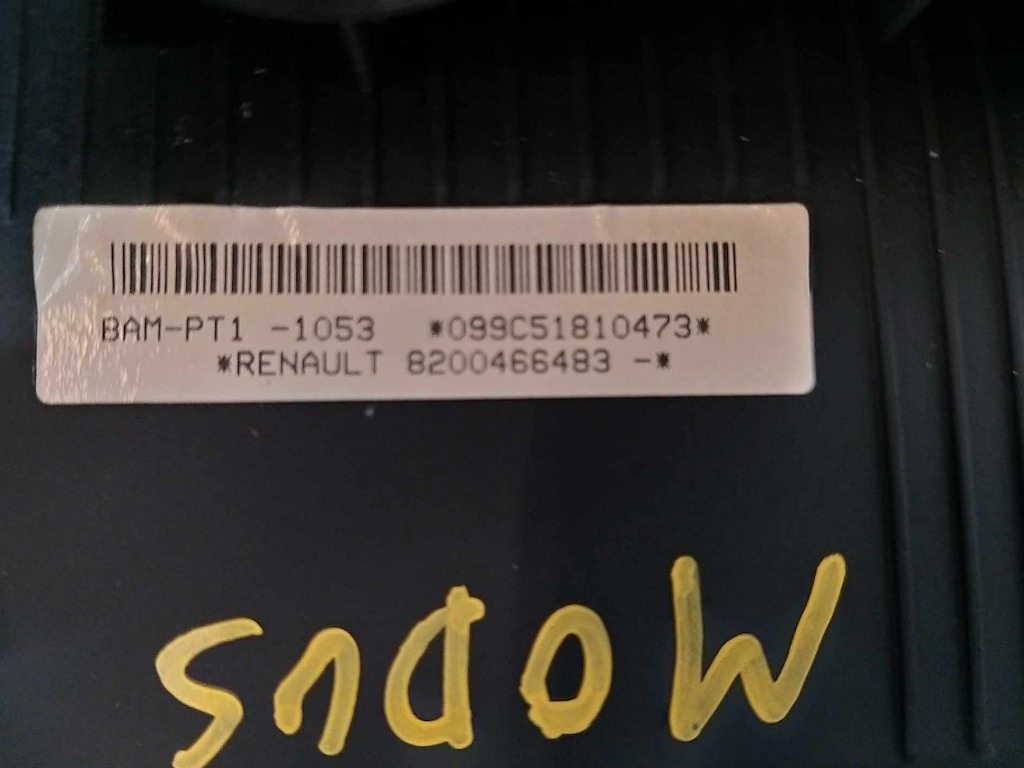 BAM-PT1 -1053 *099C51810473*
*RENAULT 8200466483 -*
MODUS